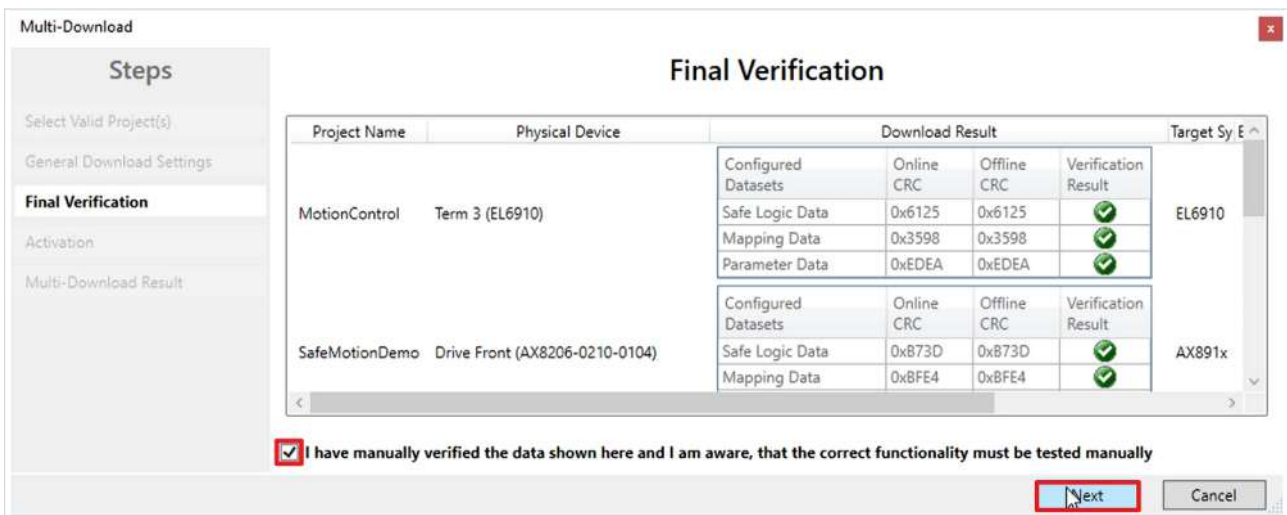 Multi-Download
x
Steps
Select Valid Project(s)
General Download Settings
Final Verification
Activation
Multi-Download Result
Final Verification
Project Name Physical Device Download Result Target Sy E
MotionControl Term 3 (EL6910) EL6910
Configured Datasets Online CRC Offline CRC Verification Result
Safe Logic Data 0x6125 0x6125
Mapping Data 0x3598 0x3598
Parameter Data 0xEDEA 0xEDEA
SafeMotionDemo Drive Front (AX8206-0210-0104) AX891x
Configured Datasets Online CRC Offline CRC Verification Result
Safe Logic Data 0xB73D 0xB73D
Mapping Data 0xBFE4 0xBFE4
I have manually verified the data shown here and I am aware, that the correct functionality must be tested manually
Next Cancel